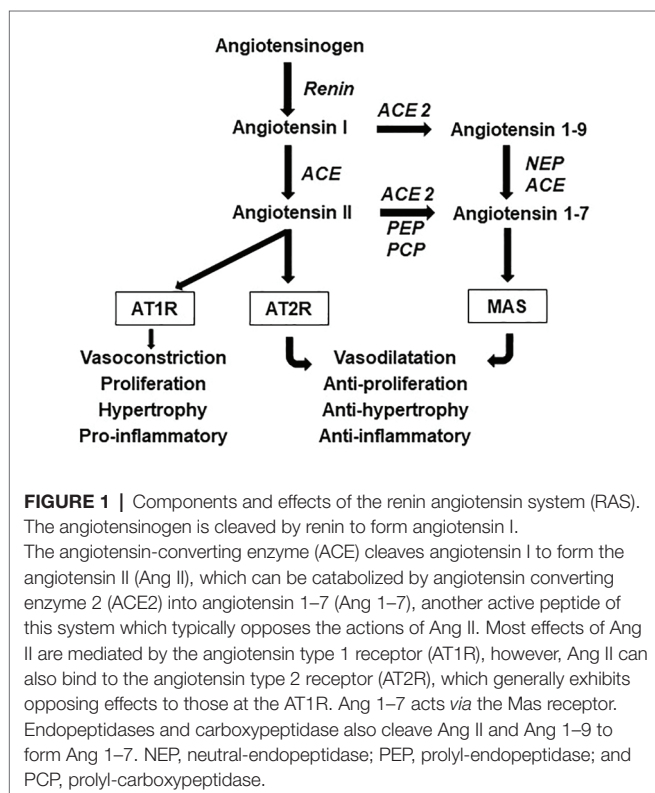 Angiotensinogen
Renin
ACE 2
Angiotensin I
Angiotensin 1-9
NEP
ACE
ACE
ACE 2
Angiotensin II
Angiotensin 1-7
PEP
PCP
AT1R
AT2R
MAS
Vasoconstriction
Proliferation
Hypertrophy
Pro-inflammatory
Vasodilatation
Anti-proliferation
Anti-hypertrophy
Anti-inflammatory
FIGURE 1 | Components and effects of the renin angiotensin system (RAS).
The angiotensinogen is cleaved by renin to form angiotensin I.
The angiotensin-converting enzyme (ACE) cleaves angiotensin I to form the
angiotensin II (Ang II), which can be catabolized by angiotensin converting
enzyme 2 (ACE2) into angiotensin 1–7 (Ang 1–7), another active peptide of
this system which typically opposes the actions of Ang II. Most effects of Ang
II are mediated by the angiotensin type 1 receptor (AT1R), however, Ang II can
also bind to the angiotensin type 2 receptor (AT2R), which generally exhibits
opposing effects to those at the AT1R. Ang 1–7 acts via the Mas receptor.
Endopeptidases and carboxypeptidase also cleave Ang II and Ang 1–9 to
form Ang 1–7. NEP, neutral-endopeptidase; PEP, prolyl-endopeptidase; and
PCP, prolyl-carboxypeptidase.